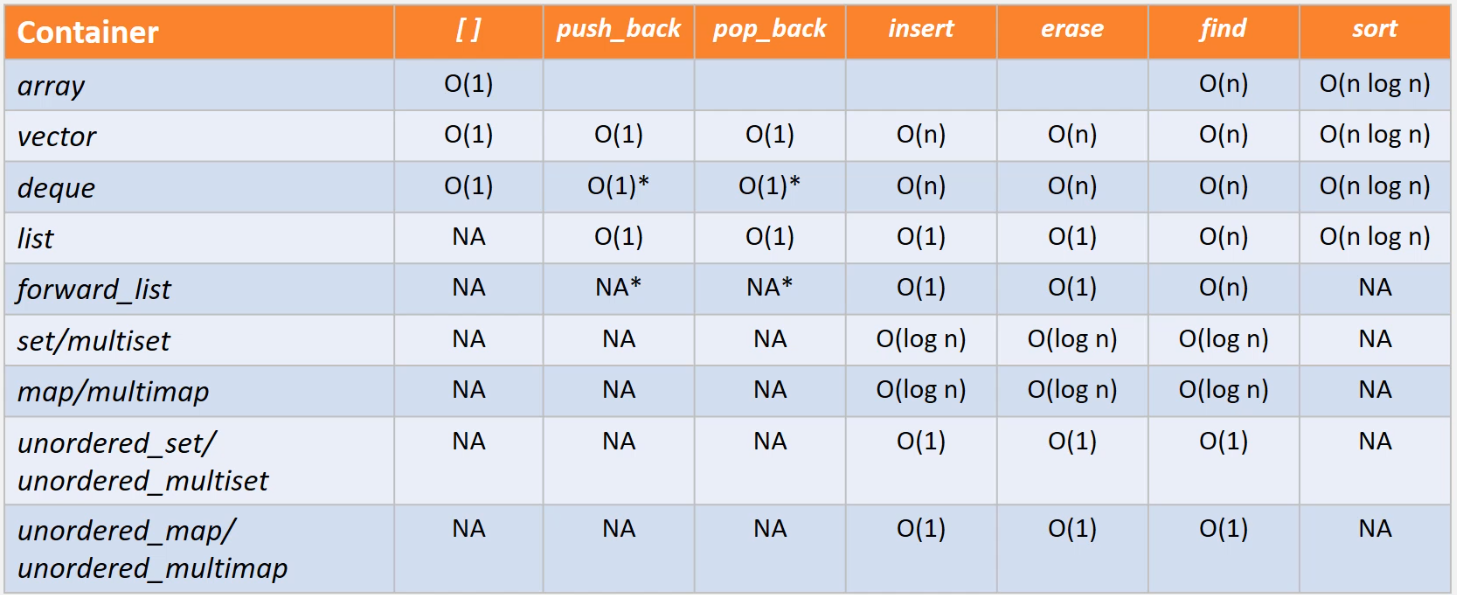 Container [ ] push_back pop_back insert erase find sort
array O(1) O(n) O(n log n)
vector O(1) O(1) O(1) O(n) O(n) O(n) O(n log n)
deque O(1) O(1)* O(1)* O(n) O(n) O(n) O(n log n)
list NA O(1) O(1) O(1) O(1) O(n) O(n log n)
forward_list NA NA* NA* O(1) O(1) O(n) NA
set/multiset NA NA NA O(log n) O(log n) O(log n) NA
map/multimap NA NA NA O(log n) O(log n) O(log n) NA
unordered_set/ NA NA NA O(1) O(1) O(1) NA
unordered_multiset
unordered_map/ NA NA NA O(1) O(1) O(1) NA
unordered_multimap